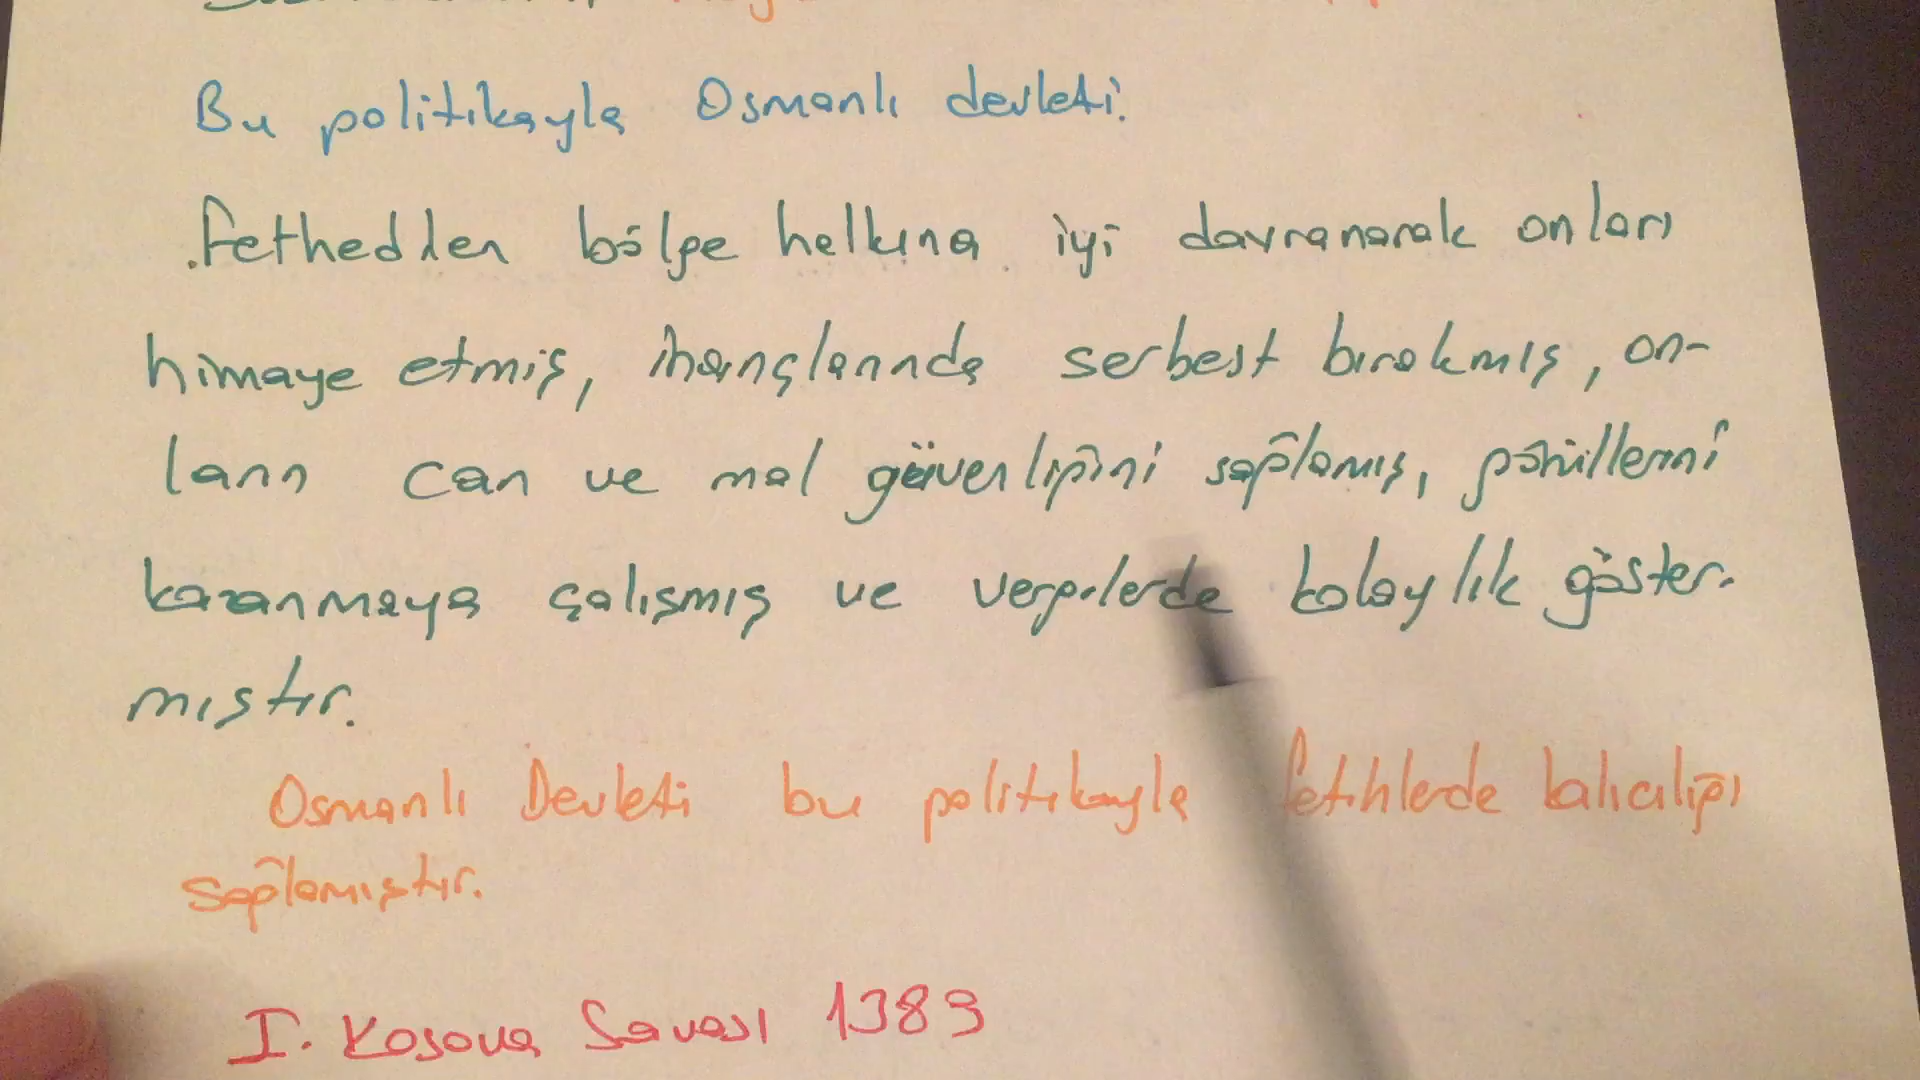 Bu politikayla Osmanlı devleti.
.fethedilen bölge halkına iyi davranarak onları
himaye etmiş, inançlarında serbest bırakmış, on-
ların can ve mal güvenliğini sağlamış, gönüllerini
kazanmaya çalışmış ve vergilerde kolaylık göster-
mıştır.
Osmanlı Devleti bu politikayla fetihlerde kalıcılığı
sağlamıştır.
I. Kosova Savası 1389